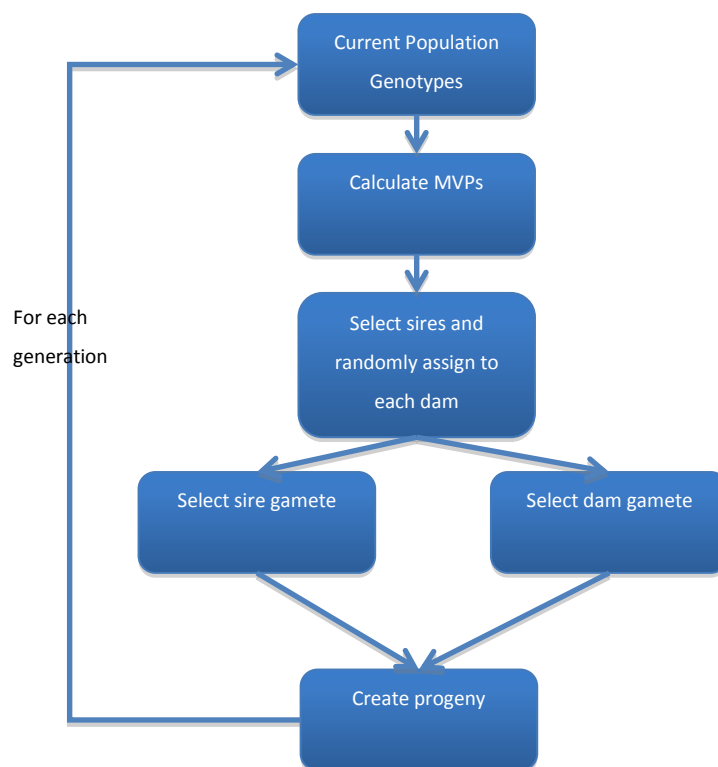 Current Population
Genotypes
Calculate MVPs
For each
generation
Select sires and
randomly assign to
each dam
Select sire gamete
Select dam gamete
Create progeny